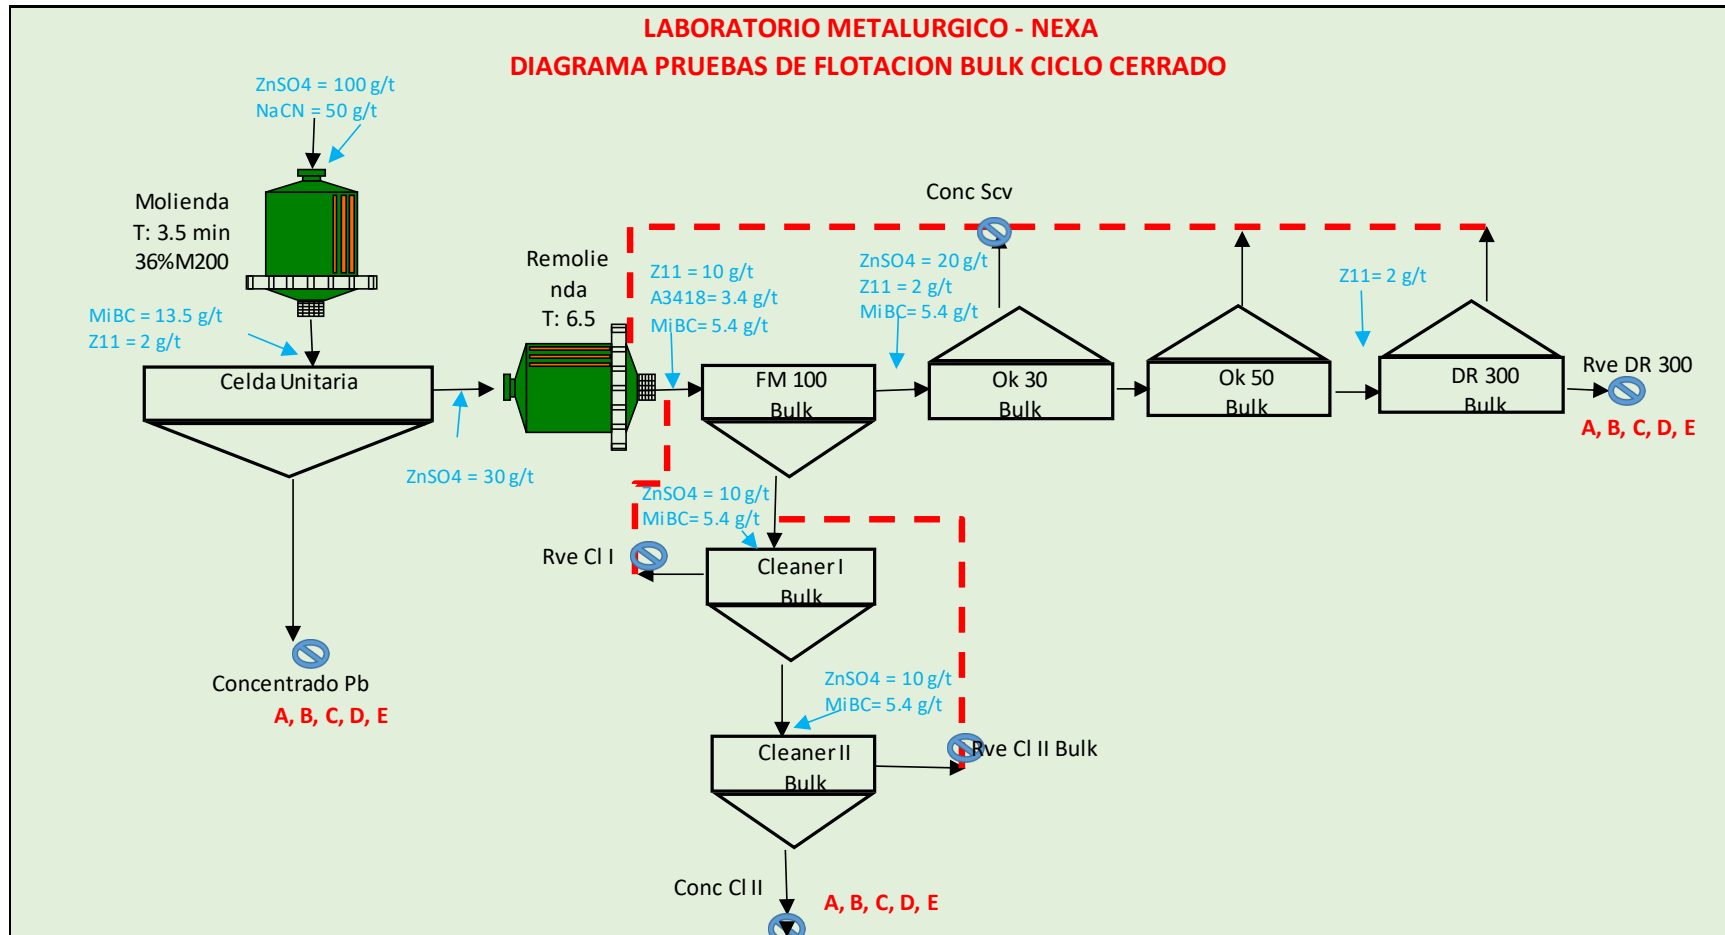 LABORATORIO METALURGICO - NEXA
DIAGRAMA PRUEBAS DE FLOTACION BULK CICLO CERRADO
ZnSO4 = 100 g/t
NaCN = 50 g/t
Molienda
T: 3.5 min
36%M200
MiBC = 13.5 g/t
Z11 = 2 g/t
Celda Unitaria
ZnSO4 = 30 g/t
Concentrado Pb
A, B, C, D, E
Remolie
nda
T: 6.5
Z11 = 10 g/t
A3418= 3.4 g/t
MiBC= 5.4 g/t
FM 100
Bulk
ZnSO4 = 20 g/t
Z11 = 2 g/t
MiBC= 5.4 g/t
Conc Scv
Ok 30
Bulk
Ok 50
Bulk
Z11= 2 g/t
DR 300
Bulk
Rve DR 300
A, B, C, D, E
ZnSO4 = 10 g/t
MiBC= 5.4 g/t
Rve Cl I
Cleaner I
Bulk
ZnSO4 = 10 g/t
MiBC= 5.4 g/t
Cleaner II
Bulk
Rve Cl II Bulk
Conc Cl II
A, B, C, D, E